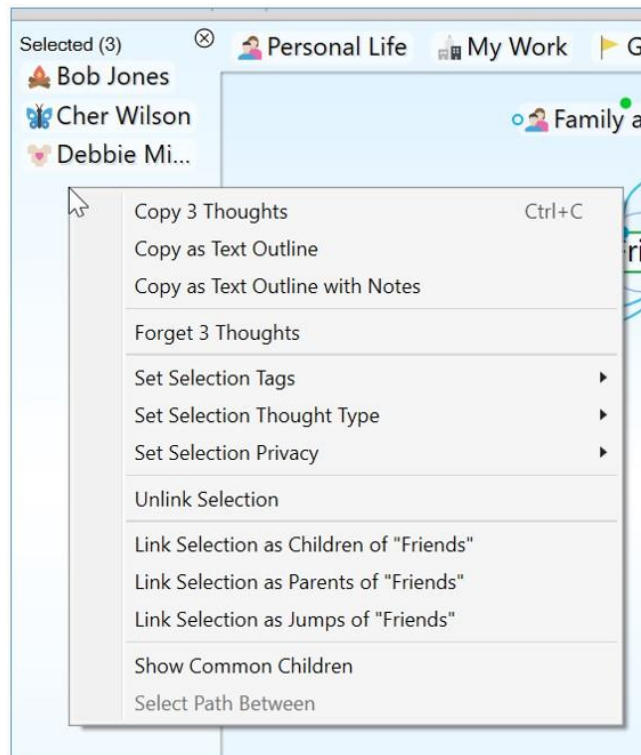 Selected (3)
Personal Life
My Work
Bob Jones
Cher Wilson
Debbie Mi...
Family a
Copy 3 Thoughts Ctrl+C
Copy as Text Outline
Copy as Text Outline with Notes
Forget 3 Thoughts
Set Selection Tags
Set Selection Thought Type
Set Selection Privacy
Unlink Selection
Link Selection as Children of "Friends"
Link Selection as Parents of "Friends"
Link Selection as Jumps of "Friends"
Show Common Children
Select Path Between